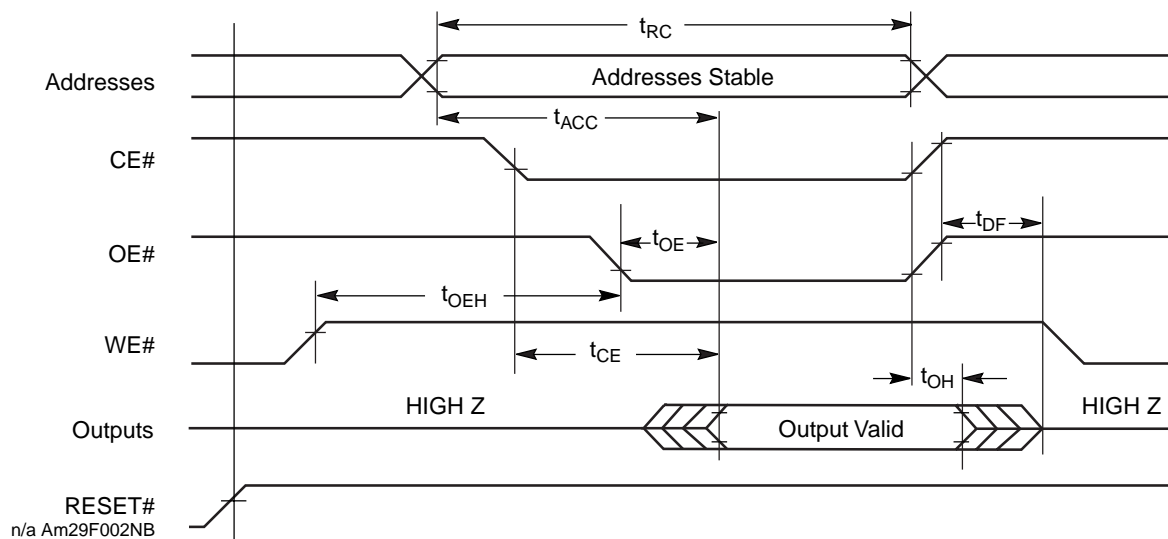 tRC
Addresses
Addresses Stable
tACC
CE#
tDF
OE#
tOE
tOEH
WE#
tCE
tOH
HIGH Z
HIGH Z
Outputs
Output Valid
RESET#
n/a Am29F002NB